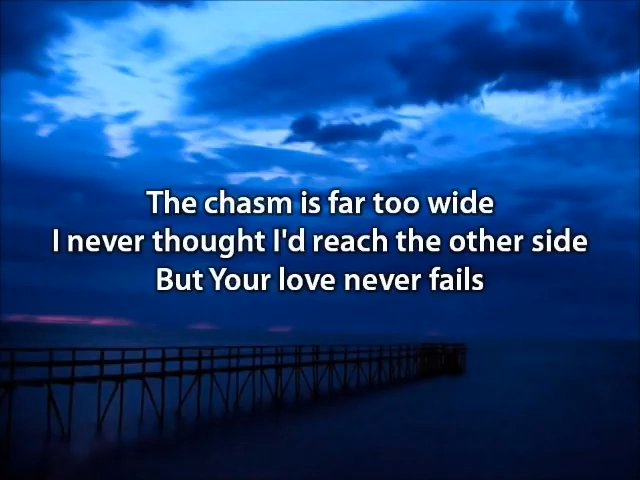 The chasm is far too wide
I never thought I'd reach the other side
But Your love never fails